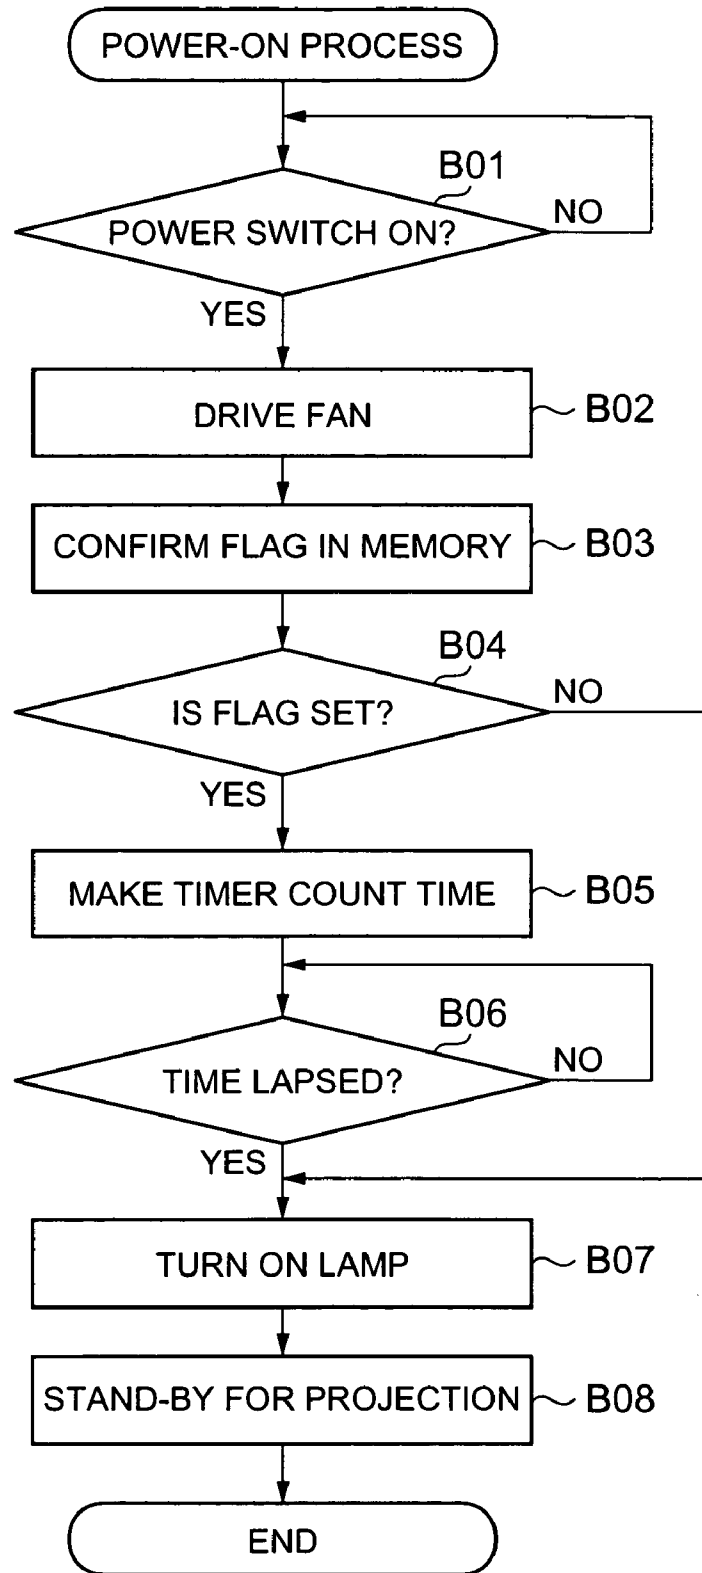 POWER-ON PROCESS
B01
POWER SWITCH ON?
NO
YES
DRIVE FAN
B02
CONFIRM FLAG IN MEMORY
B03
B04
IS FLAG SET?
NO
YES
MAKE TIMER COUNT TIME
B05
B06
TIME LAPSED?
NO
YES
TURN ON LAMP
B07
STAND-BY FOR PROJECTION
B08
END